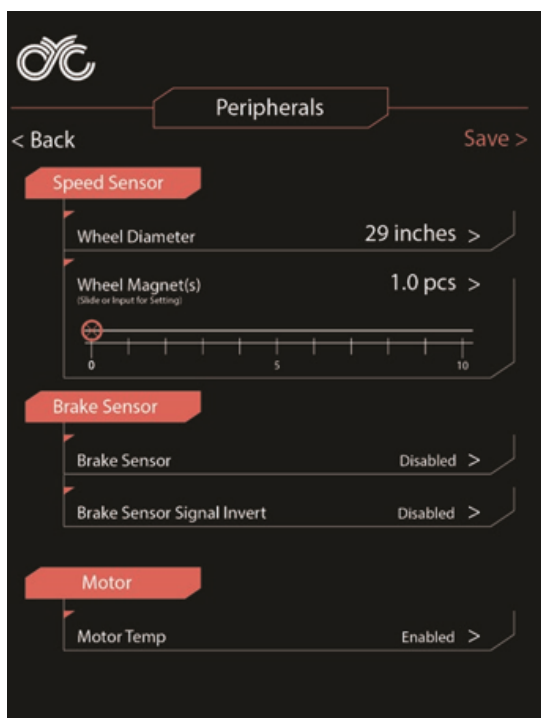 CYC
Peripherals
< Back
Save >
Speed Sensor
Wheel Diameter 29 inches >
Wheel Magnet(s) 1.0 pcs >
(Slide or Input for Setting)
0 5 10
Brake Sensor
Brake Sensor Disabled >
Brake Sensor Signal Invert Disabled >
Motor
Motor Temp Enabled >